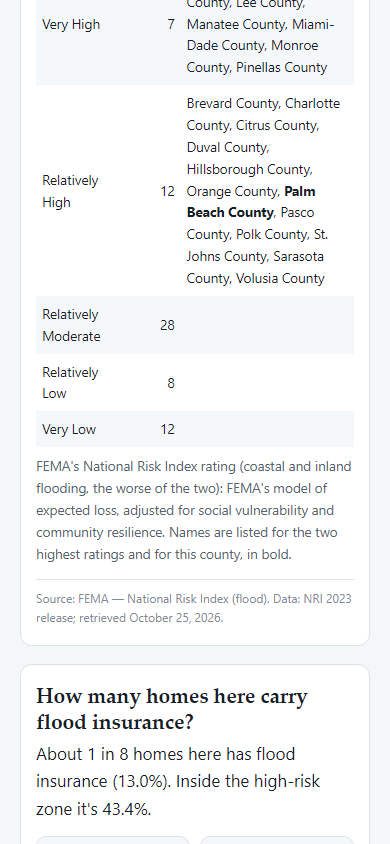 County, Lee County,
Very High 7 Manatee County, Miami-
Dade County, Monroe
County, Pinellas County
Brevard County, Charlotte
County, Citrus County,
Duval County,
Hillsborough County,
Relatively High 12 Orange County, Palm
Beach County, Pasco
County, Polk County, St.
Johns County, Sarasota
County, Volusia County
Relatively
Moderate 28
Relatively
Low 8
Very Low 12
FEMA's National Risk Index rating (coastal and inland
flooding, the worse of the two): FEMA's model of
expected loss, adjusted for social vulnerability and
community resilience. Names are listed for the two
highest ratings and for this county, in bold.
Source: FEMA — National Risk Index (flood). Data: NRI 2023
release; retrieved October 25, 2026.
How many homes here carry
flood insurance?
About 1 in 8 homes here has flood
insurance (13.0%). Inside the high-risk
zone it's 43.4%.